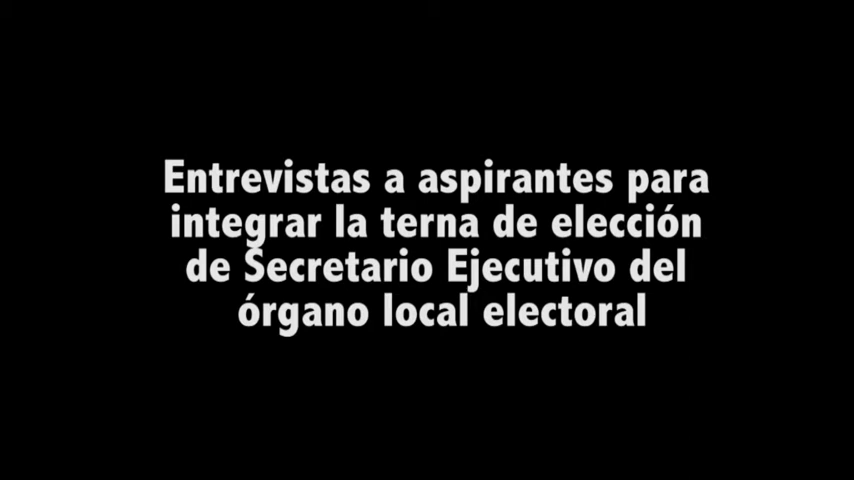 Entrevistas a aspirantes para
integrar la terna de elección
de Secretario Ejecutivo del
órgano local electoral